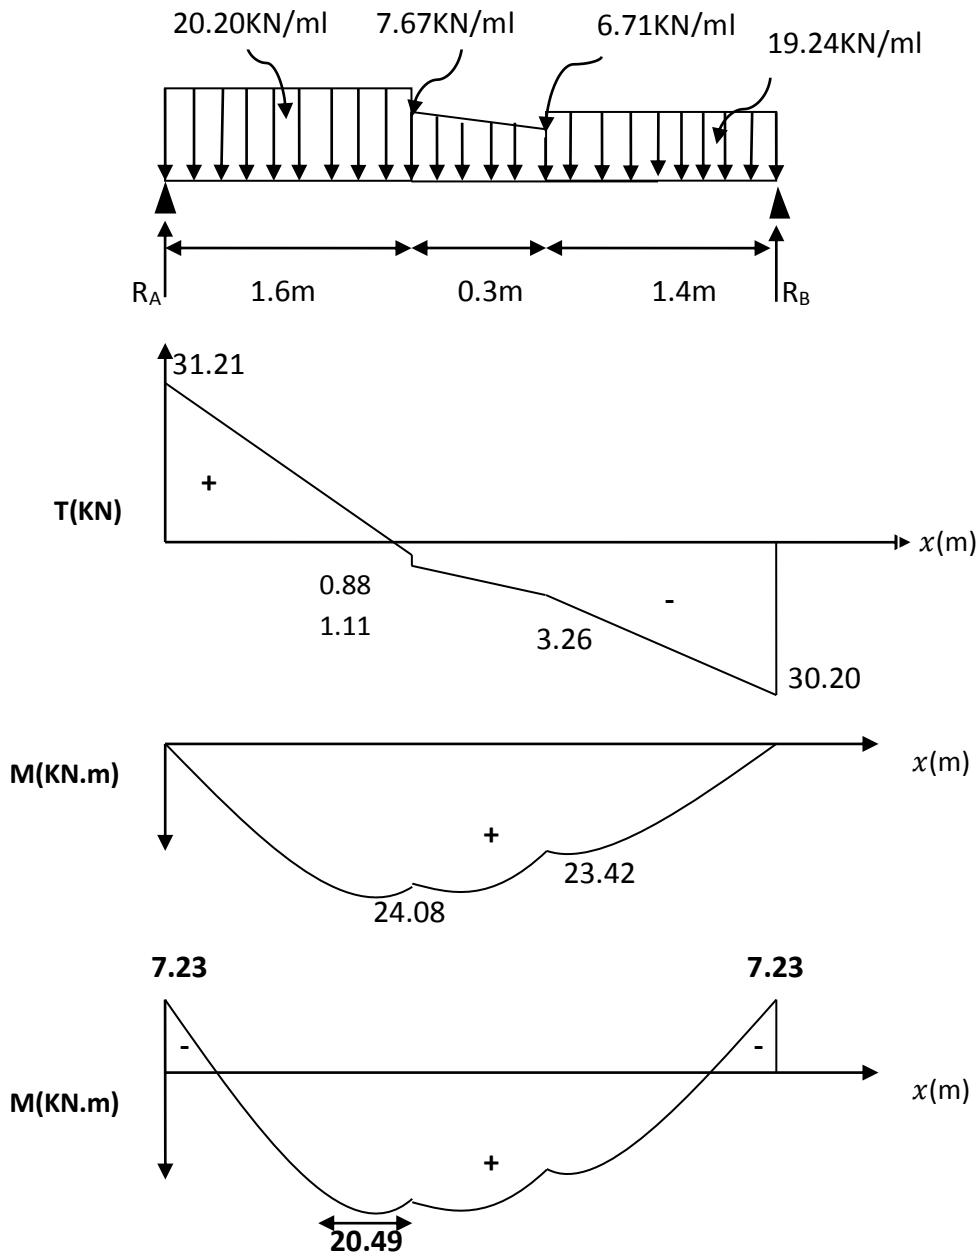 20.20KN/ml 7.67KN/ml 6.71KN/ml
19.24KN/ml
R_A 1.6m 0.3m 1.4m R_B
31.21
+
T(KN)
x(m)
0.88
-
1.11
3.26
30.20
M(KN.m) x(m)
+
23.42
24.08
7.23 7.23
- -
M(KN.m) x(m)
+
20.49